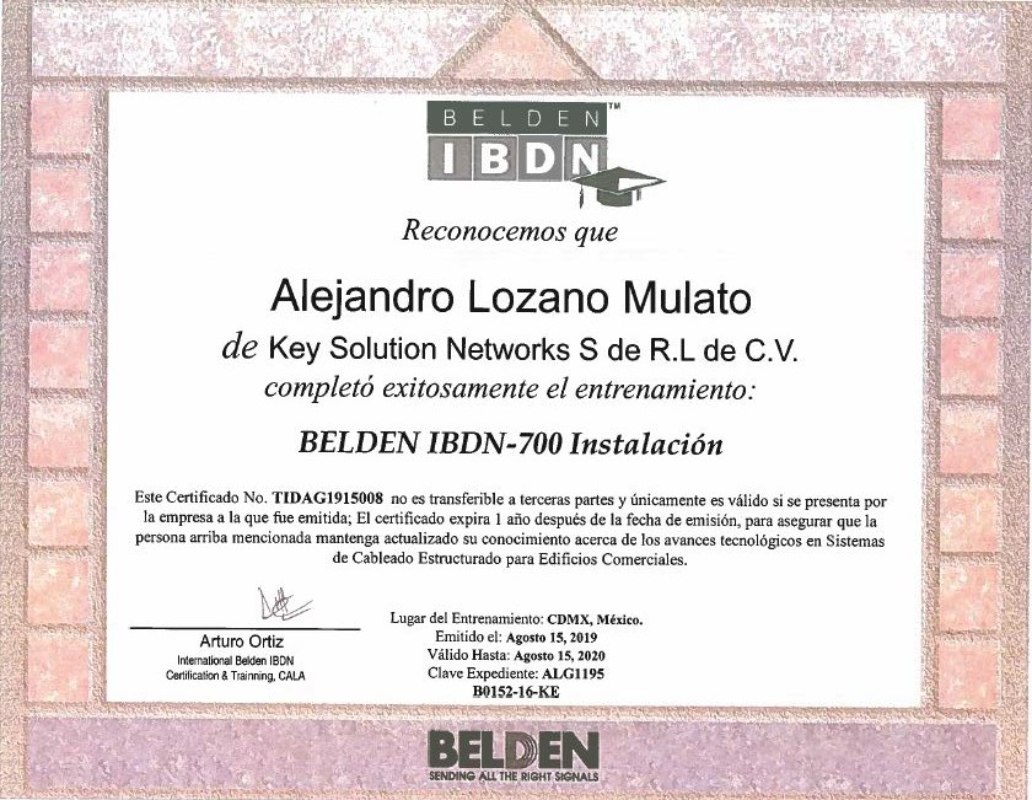 BELDEN™
IBDN
Reconocemos que
Alejandro Lozano Mulato
de Key Solution Networks S de R.L de C.V.
completó exitosamente el entrenamiento:
BELDEN IBDN-700 Instalación
Este Certificado No. TIDAG1915008 no es transferible a terceras partes y únicamente es válido si se presenta por
la empresa a la que fue emitida; El certificado expira 1 año después de la fecha de emisión, para asegurar que la
persona arriba mencionada mantenga actualizado su conocimiento acerca de los avances tecnológicos en Sistemas
de Cableado Estructurado para Edificios Comerciales.
Arturo Ortiz
International Belden IBDN
Certification & Trainning, CALA
Lugar del Entrenamiento: CDMX, México.
Emitido el: Agosto 15, 2019
Válido Hasta: Agosto 15, 2020
Clave Expediente: ALG1195
B0152-16-KE
BELDEN
SENDING ALL THE RIGHT SIGNALS